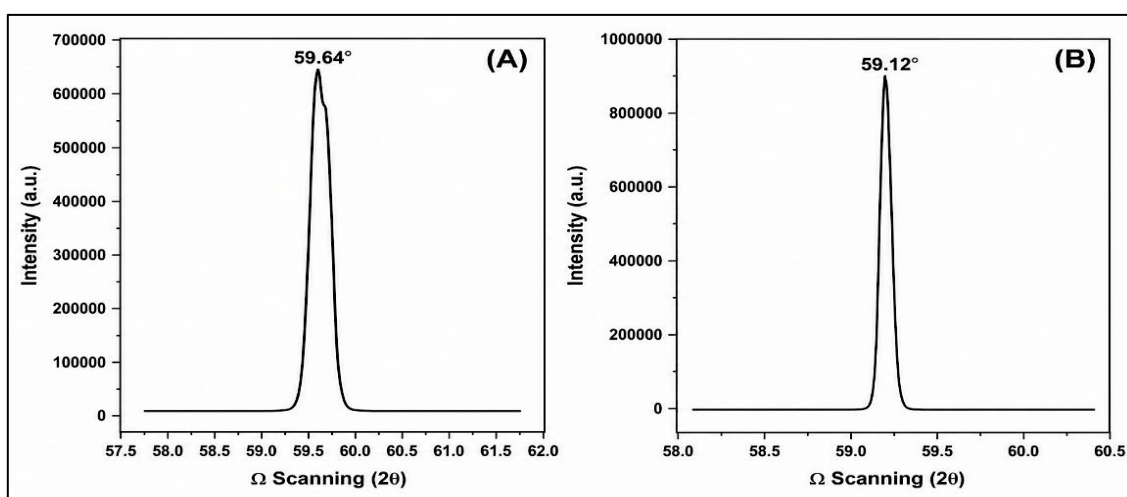 (A)
59.64°
700000
600000
500000
400000
300000
200000
100000
0
Intensity (a.u.)
57.5 58.0 58.5 59.0 59.5 60.0 60.5 61.0 61.5 62.0
Ω Scanning (2θ)
(B)
59.12°
1000000
800000
600000
400000
200000
0
Intensity (a.u.)
58.0 58.5 59.0 59.5 60.0 60.5
Ω Scanning (2θ)